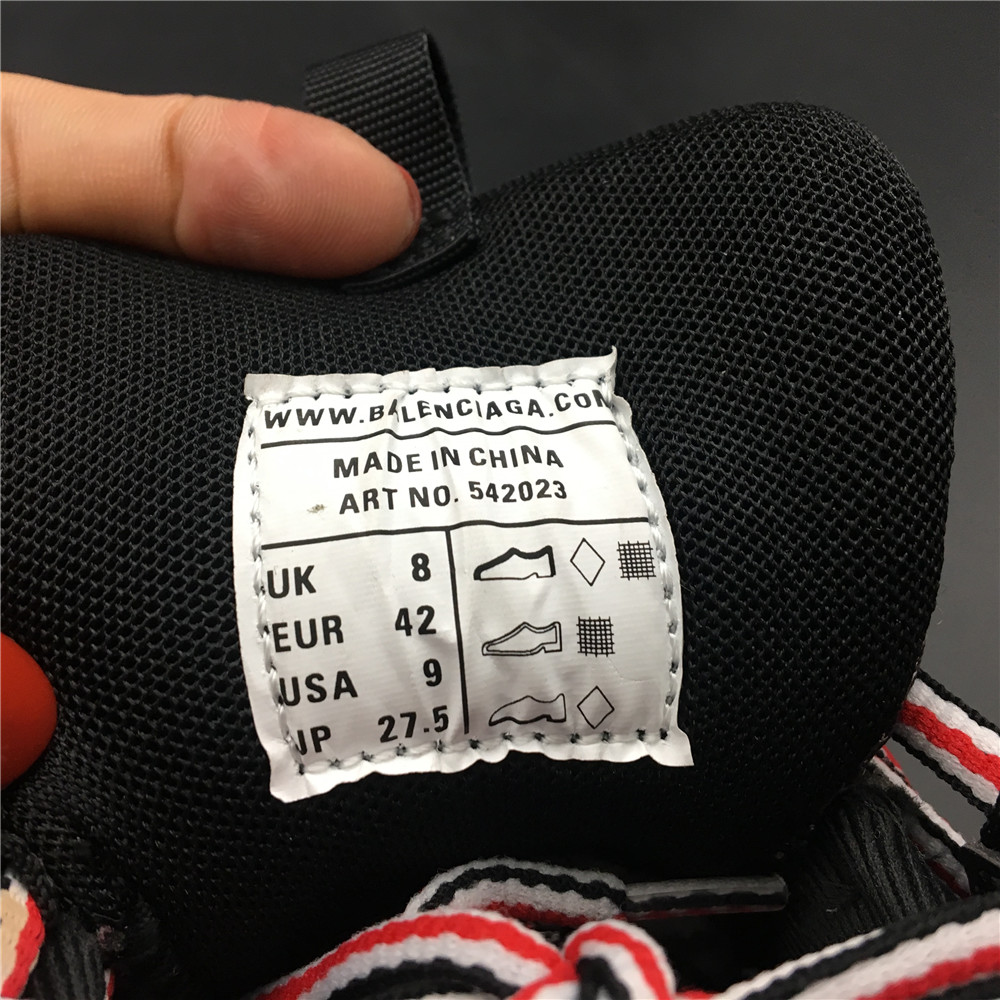 WWW.BALENCIAGA.COM
MADE IN CHINA
ART NO. 542023
UK 8
EUR 42
USA 9
JP 27.5